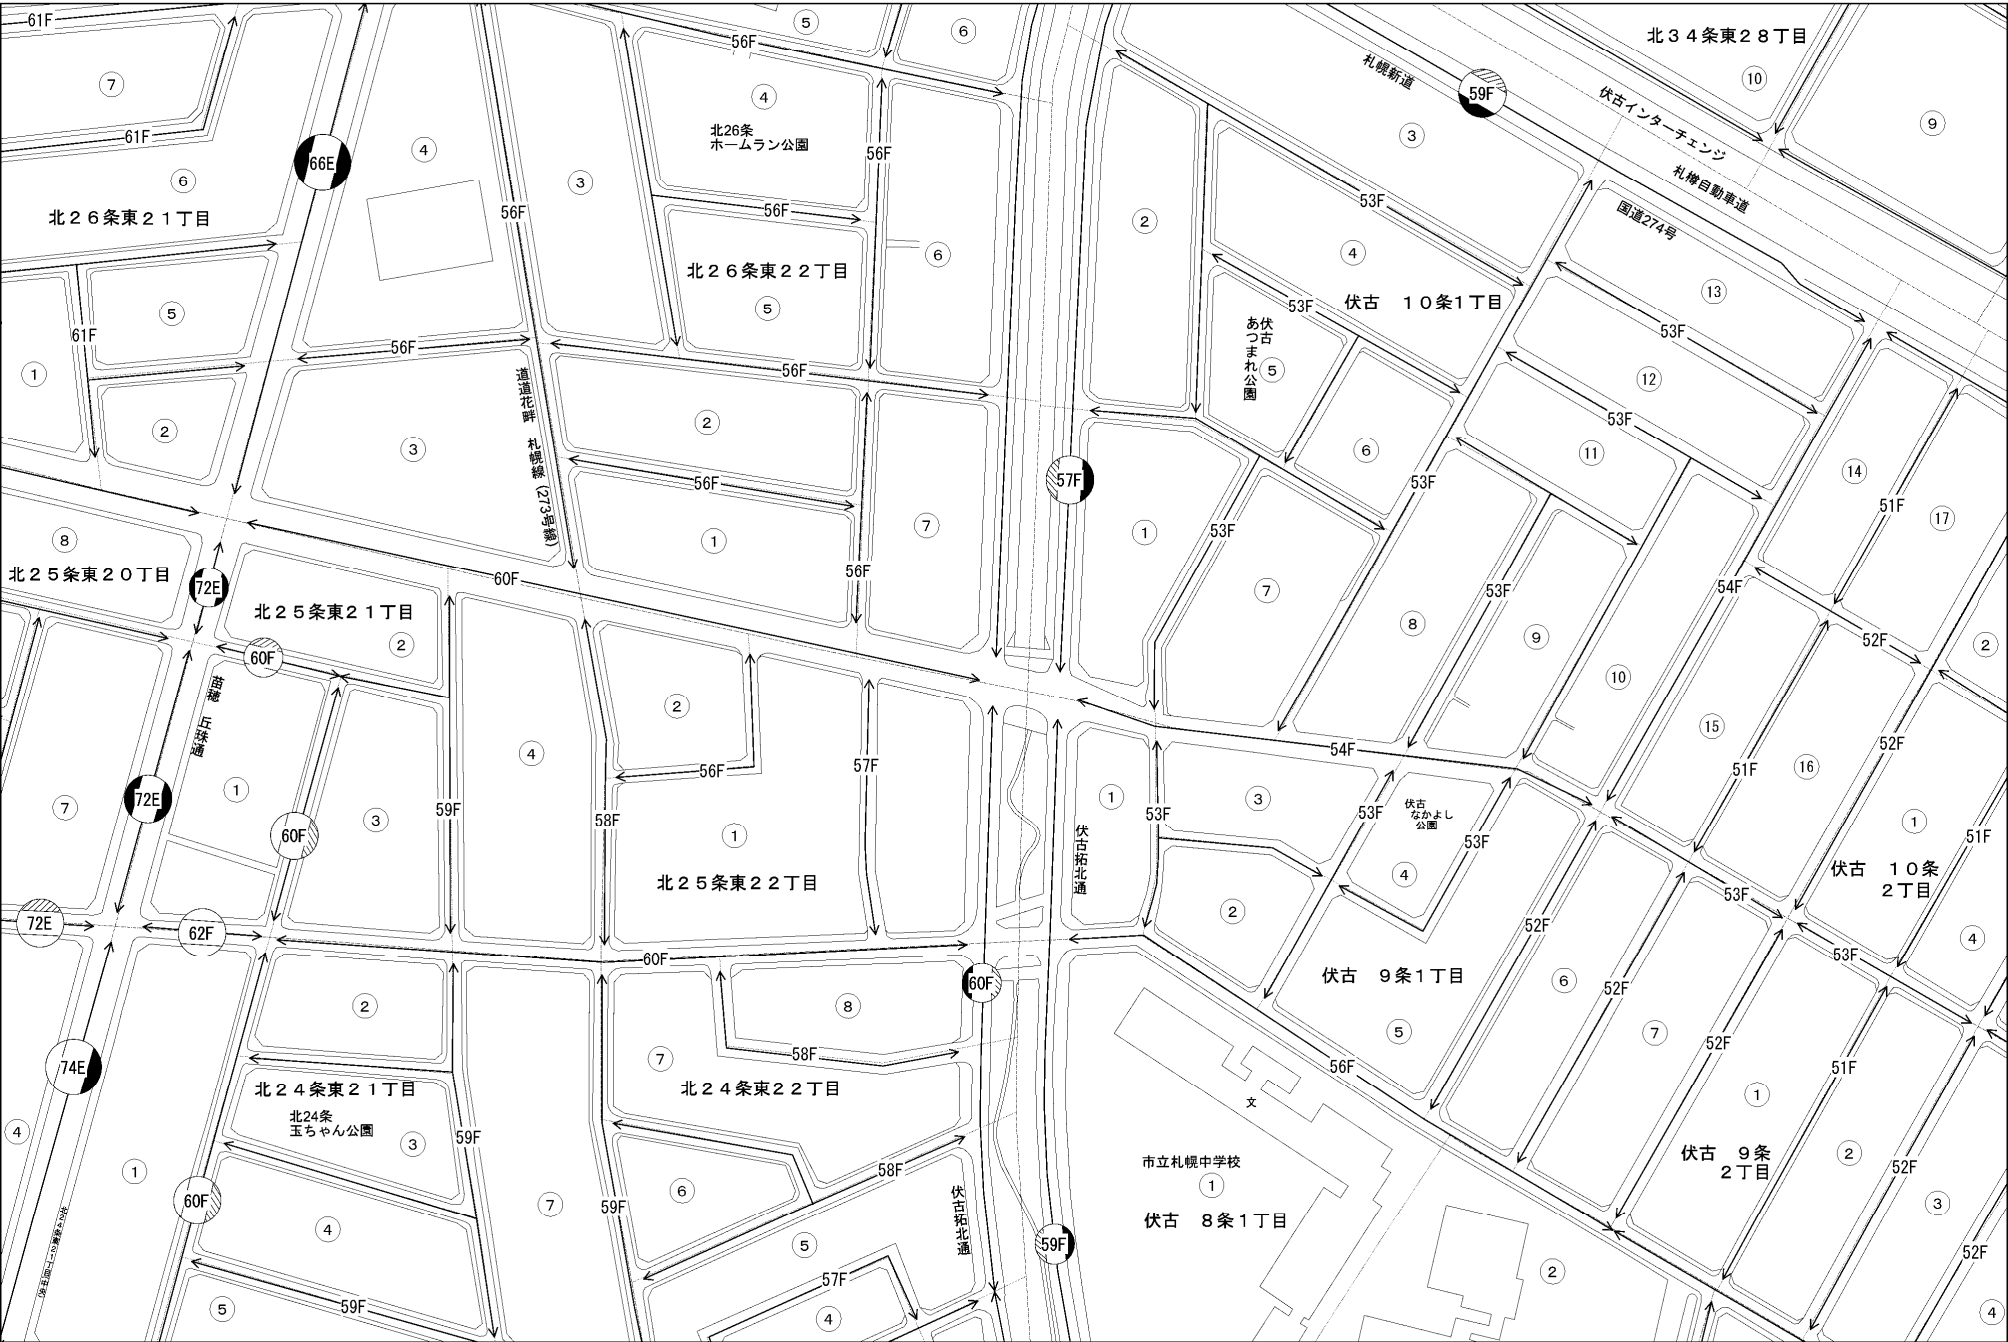 61F
⑤
⑥
56F
北３４条東２８丁目
⑩
札幌新道
59F
伏古インターチェンジ
⑨
⑦
④
61F
③
66E
④
北26条
ホームラン公園
56F
③
札樽自動車道
⑥
北２６条東２１丁目
56F
56F
②
53F
国道274号
④
⑥
北２６条東２２丁目
⑤
伏古　１０条１丁目
⑬
⑤
61F
56F
⑤
53F
伏古
あつまれ公園
⑤
53F
①
56F
⑫
道道花畔　札幌線（273号線）
②
③
②
53F
⑥
⑪
⑭
57F
56F
53F
51F
⑰
⑦
①
①
53F
⑧
北２５条東２０丁目
60F
56F
72E
⑦
53F
54F
北２５条東２１丁目
②
⑧
⑨
52F
②
60F
苗穂　丘珠通
②
⑩
④
⑮
54F
52F
57F
56F
51F
⑯
①
72E
①
③
⑦
59F
58F
①
伏古拓北通
53F
③
53F
伏古
なかよし
公園
53F
60F
①
51F
④
北２５条東２２丁目
伏古　１０条
２丁目
53F
②
52F
④
72E
62F
60F
53F
伏古　９条１丁目
60F
⑥
52F
②
⑧
⑤
⑦
52F
74E
58F
⑦
北２４条東２１丁目
北２４条東２２丁目
56F
51F
①
北24条
玉ちゃん公園
③
文
④
59F
伏古　９条
２丁目
②
①
58F
市立札幌中学校
①
52F
60F
⑥
⑦
59F
伏古拓北通
伏古　８条１丁目
③
④
⑤
59F
52F
57F
②
⑤
59F
④
④